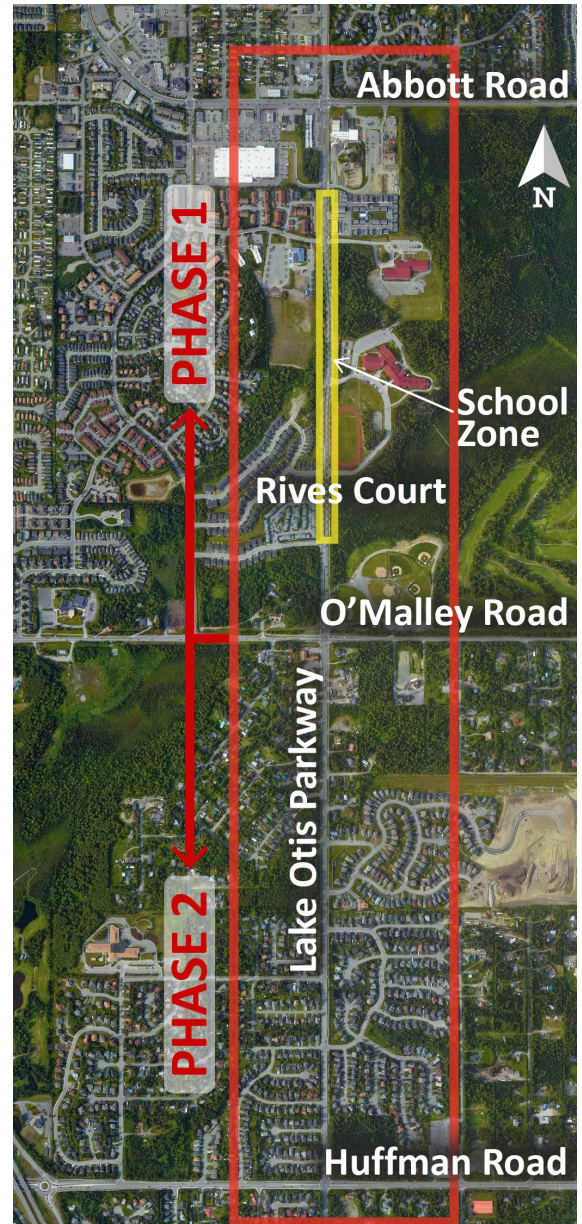 Abbott Road
N
PHASE 1
School
Zone
Rives Court
O’Malley Road
Lake Otis Parkway
PHASE 2
Huffman Road